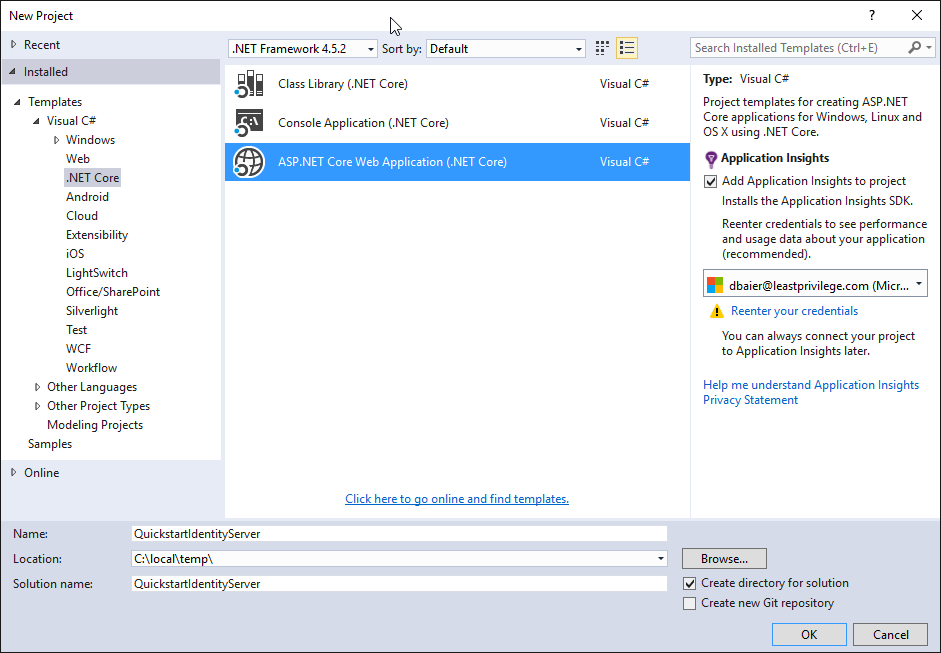 New Project
?
Recent
.NET Framework 4.5.2
Sort by:
Default
Search Installed Templates (Ctrl+E)
Installed
Templates
Visual C#
Windows
Web
.NET Core
Android
Cloud
Extensibility
iOS
LightSwitch
Office/SharePoint
Silverlight
Test
WCF
Workflow
Other Languages
Other Project Types
Modeling Projects
Samples
Online
Class Library (.NET Core) Visual C#
Console Application (.NET Core) Visual C#
ASP.NET Core Web Application (.NET Core) Visual C#
Click here to go online and find templates.
Type: Visual C#
Project templates for creating ASP.NET
Core applications for Windows, Linux and
OS X using .NET Core.
Application Insights
Add Application Insights to project
Installs the Application Insights SDK.
Reenter credentials to see performance
and usage data about your application
(recommended).
dbaier@leastprivilege.com (Micr...
Reenter your credentials
You can always connect your project
to Application Insights later.
Help me understand Application Insights
Privacy Statement
Name: QuickstartIdentityServer
Location: C:\local\temp\
Browse...
Solution name: QuickstartIdentityServer
Create directory for solution
Create new Git repository
OK
Cancel